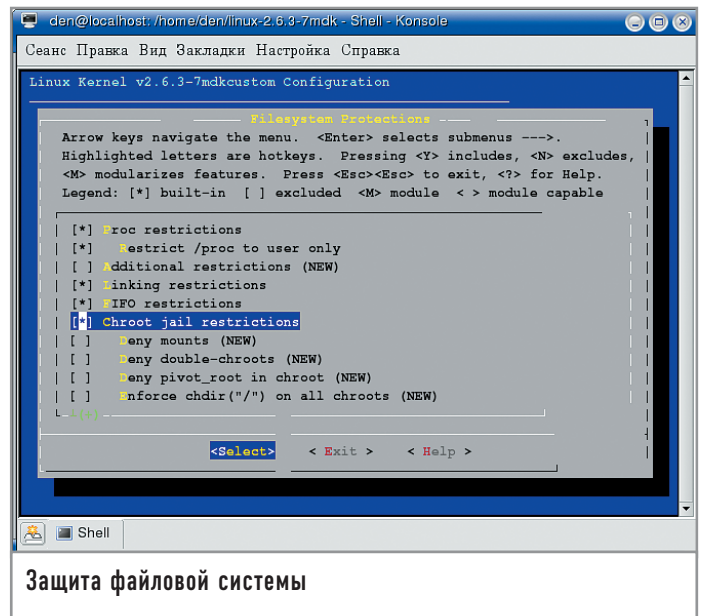 den@localhost: /home/den/linux-2.6.3-7mdk - Shell - Konsole
Сеанс Правка Вид Закладки Настройка Справка
Linux Kernel v2.6.3-7mdkcustom Configuration
Filesystem Protections
Arrow keys navigate the menu. <Enter> selects submenus --->.
Highlighted letters are hotkeys. Pressing <Y> includes, <N> excludes,
<M> modularizes features. Press <Esc><Esc> to exit, <?> for Help.
Legend: [*] built-in [ ] excluded <M> module < > module capable
[*] Proc restrictions
[*] Restrict /proc to user only
[ ] Additional restrictions (NEW)
[*] Linking restrictions
[*] FIFO restrictions
[*] Chroot jail restrictions
[ ] Deny mounts (NEW)
[ ] Deny double-chroots (NEW)
[ ] Deny pivot_root in chroot (NEW)
[ ] Enforce chdir("/") on all chroots (NEW)
<Select> < Exit > < Help >
Shell
Защита файловой системы